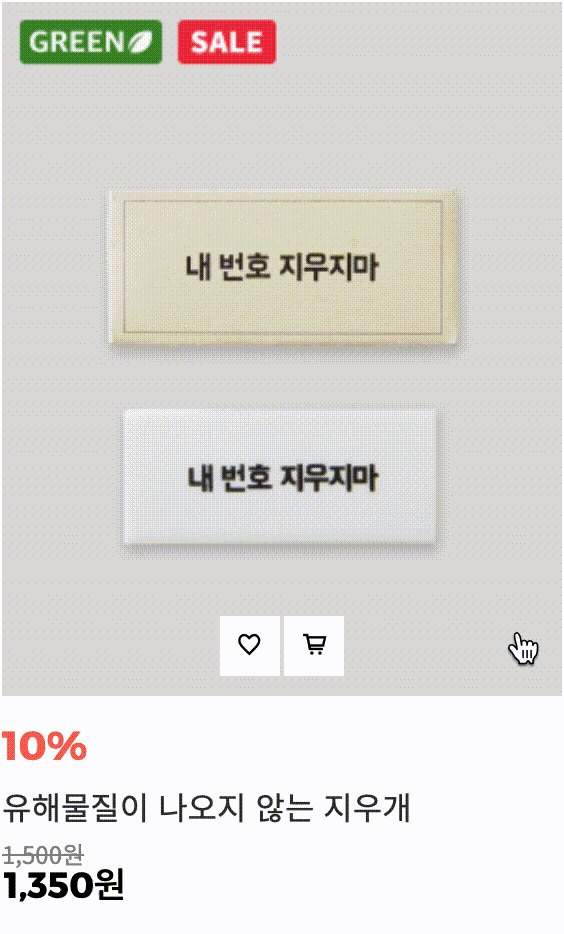 GREEN SALE
내 번호 지우지마
내 번호 지우지마
10%
유해물질이 나오지 않는 지우개
1,500원
1,350원